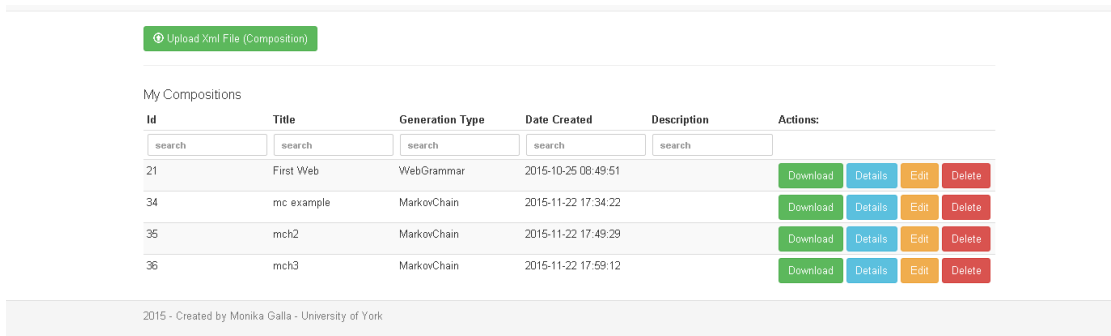 Upload Xml File (Composition)
My Compositions
Id Title Generation Type Date Created Description Actions:
search search search search search
21 First Web WebGrammar 2015-10-25 08:49:51 Download Details Edit Delete
34 mc example MarkovChain 2015-11-22 17:34:22 Download Details Edit Delete
35 mch2 MarkovChain 2015-11-22 17:49:29 Download Details Edit Delete
36 mch3 MarkovChain 2015-11-22 17:59:12 Download Details Edit Delete
2015 - Created by Monika Galla - University of York